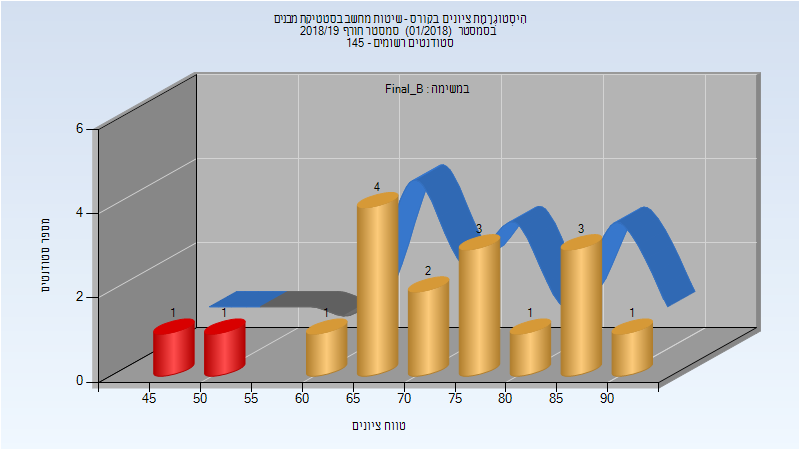 היסטוגרמת ציונים בקורס - שיטות מחשב בסטטיקת מבנים
בסמסטר (01/2018) סמסטר חורף 2018/19
סטודנטים רשומים - 145
במשימה : Final_B
מספר סטודנטים
6
4
2
0
1 1 1 4 2 3 1 3 1
45 50 55 60 65 70 75 80 85 90
טווח ציונים